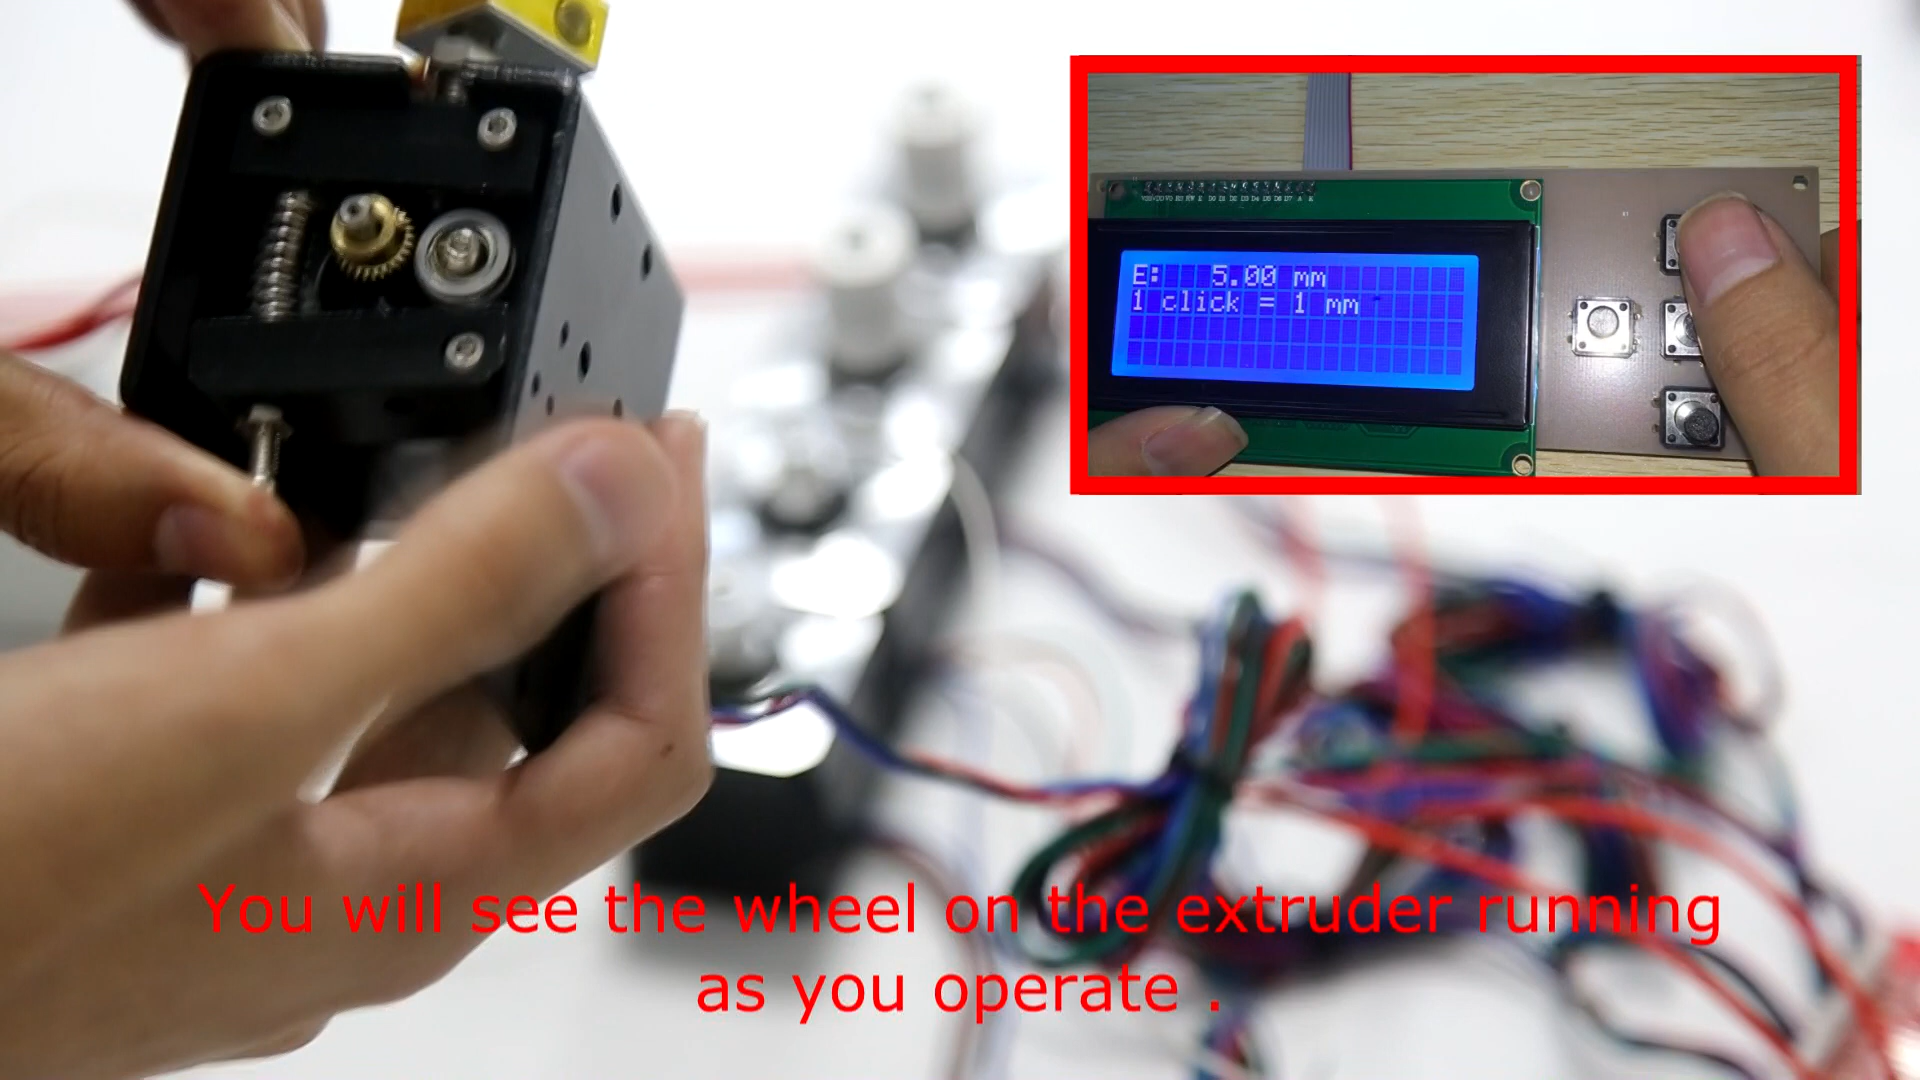 E: 5.00 mm
1 click = 1 mm
You will see the wheel on the extruder running
as you operate .